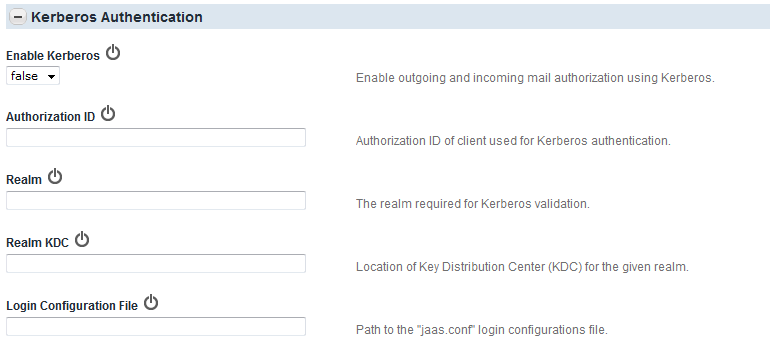 Kerberos Authentication
Enable Kerberos
false
Enable outgoing and incoming mail authorization using Kerberos.
Authorization ID
Authorization ID of client used for Kerberos authentication.
Realm
The realm required for Kerberos validation.
Realm KDC
Location of Key Distribution Center (KDC) for the given realm.
Login Configuration File
Path to the "jaas.conf" login configurations file.